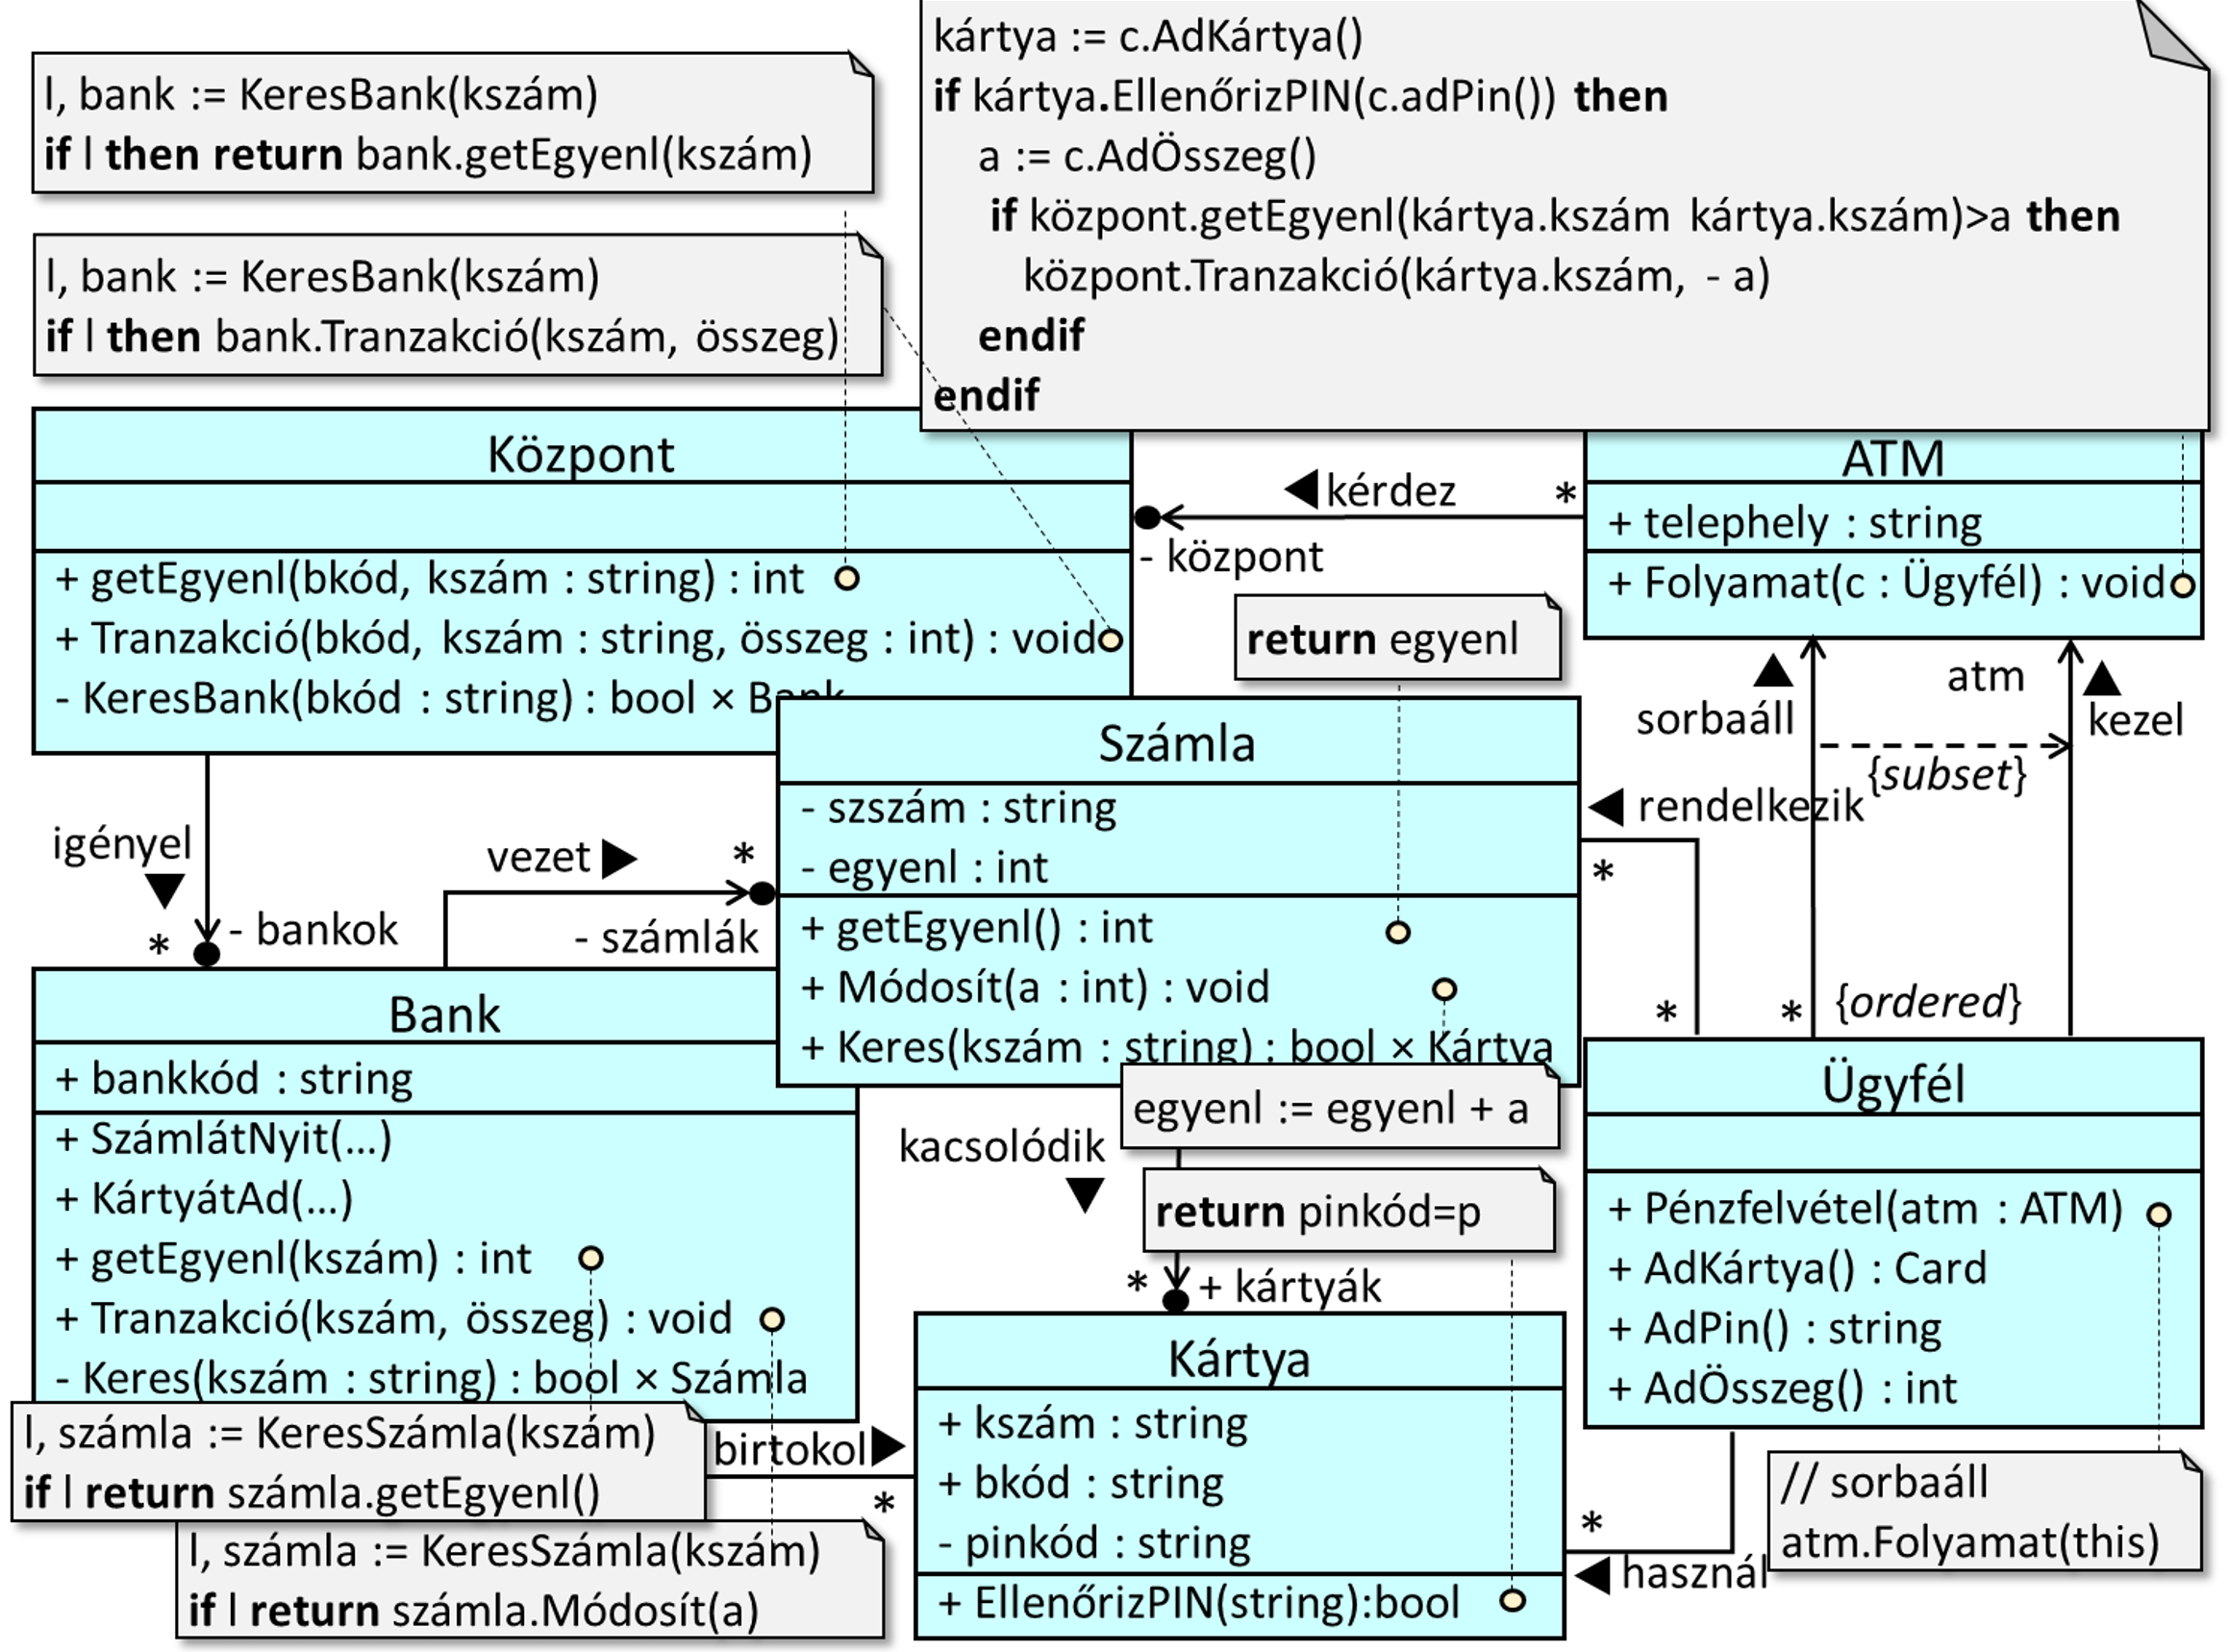 l, bank := KeresBank(kszám)
if l then return bank.getEgyenl(kszám)
l, bank := KeresBank(kszám)
if l then bank.Tranzakció(kszám, összeg)
kártya := c.AdKártya()
if kártya.EllenőrizPIN(c.adPin()) then
a := c.AdÖsszeg()
if központ.getEgyenl(kártya.kszám kártya.kszám)>a then
központ.Tranzakció(kártya.kszám, - a)
endif
endif
Központ
+ getEgyenl(bkód, kszám : string) : int
+ Tranzakció(bkód, kszám : string, összeg : int) : void
- KeresBank(bkód : string) : bool × Bank
◀ kérdez
*
- központ
ATM
+ telephely : string
+ Folyamat(c : Ügyfél) : void
return egyenl
▲
sorbaáll
atm
▲
kezel
{subset}
Számla
- szszám : string
- egyenl : int
+ getEgyenl() : int
+ Módosít(a : int) : void
+ Keres(kszám : string) : bool × Kártya
◀ rendelkezik
*
*
*
{ordered}
igényel
▼
*
- bankok
vezet ▶
*
- számlák
Bank
+ bankkód : string
+ SzámlátNyit(...)
+ KártyátAd(...)
+ getEgyenl(kszám) : int
+ Tranzakció(kszám, összeg) : void
- Keres(kszám : string) : bool × Számla
egyenl := egyenl + a
kacsolódik
▼
return pinkód=p
*
+ kártyák
Ügyfél
+ Pénzfelvétel(atm : ATM)
+ AdKártya() : Card
+ AdPin() : string
+ AdÖsszeg() : int
l, számla := KeresSzámla(kszám)
if l return számla.getEgyenl()
l, számla := KeresSzámla(kszám)
if l return számla.Módosít(a)
birtokol ▶
*
Kártya
+ kszám : string
+ bkód : string
- pinkód : string
+ EllenőrizPIN(string):bool
*
◀ használ
// sorbaáll
atm.Folyamat(this)